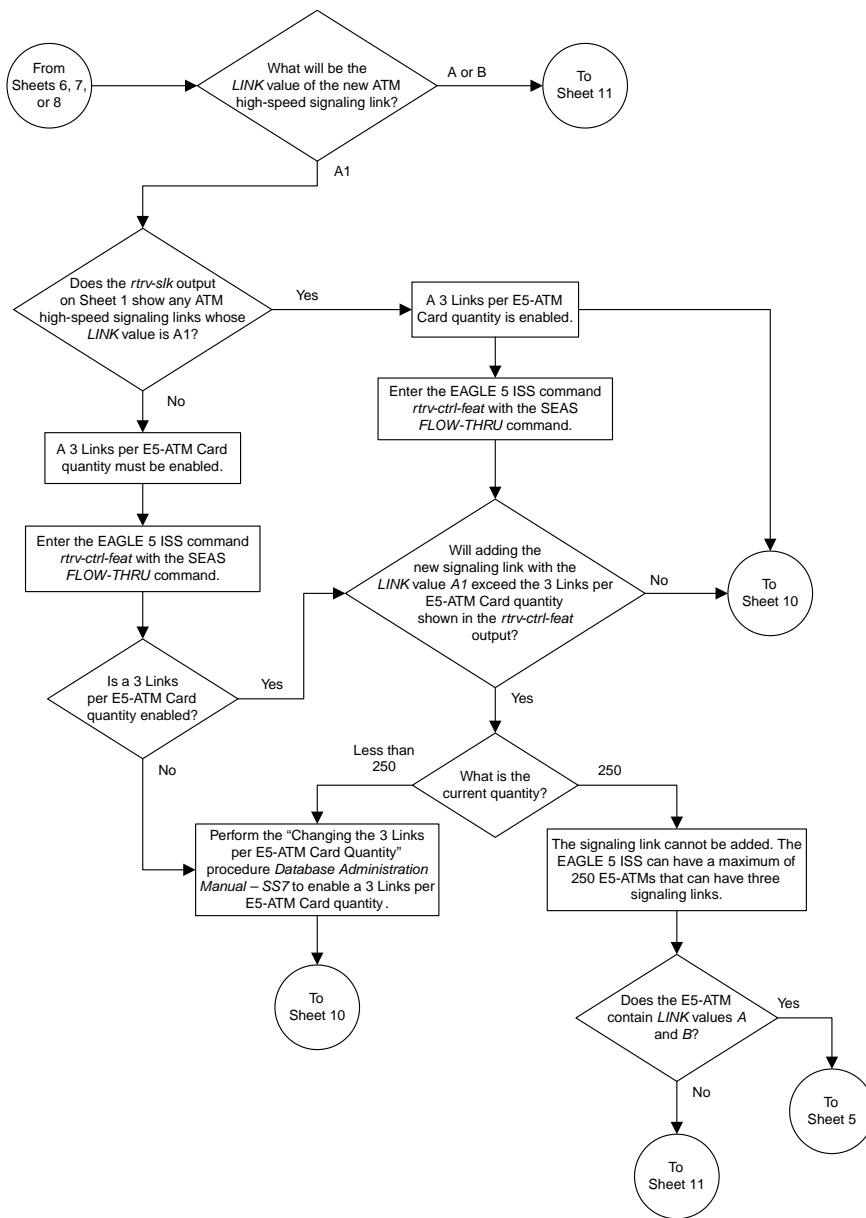 From
Sheets 6, 7,
or 8
What will be the
LINK value of the new ATM
high-speed signaling link?
A or B
To
Sheet 11
A1
Does the rtrv-slk output
on Sheet 1 show any ATM
high-speed signaling links whose
LINK value is A1?
Yes
A 3 Links per E5-ATM
Card quantity is enabled.
Enter the EAGLE 5 ISS command
rtrv-ctrl-feat with the SEAS
FLOW-THRU command.
No
A 3 Links per E5-ATM Card
quantity must be enabled.
Enter the EAGLE 5 ISS command
rtrv-ctrl-feat with the SEAS
FLOW-THRU command.
Will adding the
new signaling link with the
LINK value A1 exceed the 3 Links per
E5-ATM Card quantity
shown in the rtrv-ctrl-feat
output?
No
To
Sheet 10
Is a 3 Links
per E5-ATM Card
quantity enabled?
Yes
Yes
No
Less than
250
What is the
current quantity?
250
Perform the “Changing the 3 Links
per E5-ATM Card Quantity”
procedure Database Administration
Manual – SS7 to enable a 3 Links per
E5-ATM Card quantity .
The signaling link cannot be added. The
EAGLE 5 ISS can have a maximum of
250 E5-ATMs that can have three
signaling links.
To
Sheet 10
Does the E5-ATM
contain LINK values A
and B?
Yes
No
To
Sheet 5
To
Sheet 11